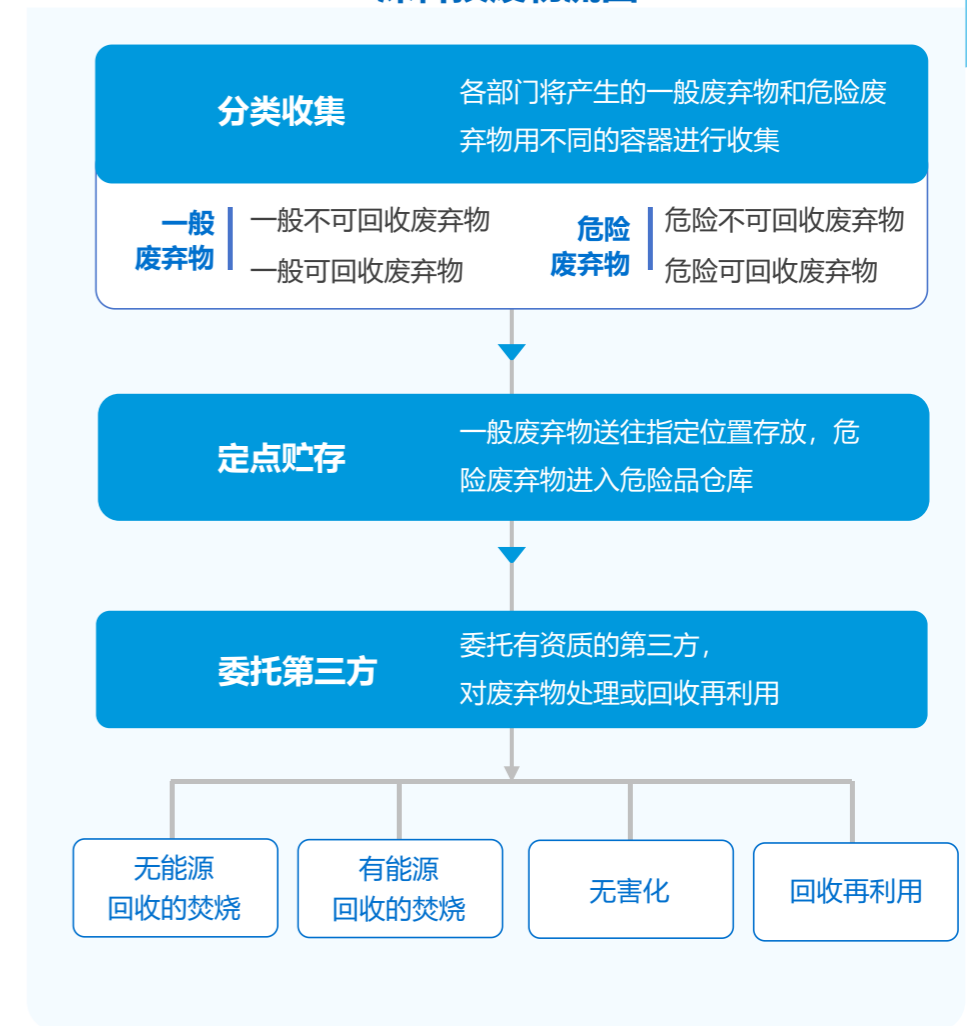 分类收集
各部门将产生的一般废弃物和危险废
弃物用不同的容器进行收集
一般
废弃物
一般不可回收废弃物
一般可回收废弃物
危险
废弃物
危险不可回收废弃物
危险可回收废弃物
定点贮存
一般废弃物送往指定位置存放，危
险废弃物进入危险品仓库
委托第三方
委托有资质的第三方，
对废弃物处理或回收再利用
无能源
回收的焚烧
有能源
回收的焚烧
无害化
回收再利用